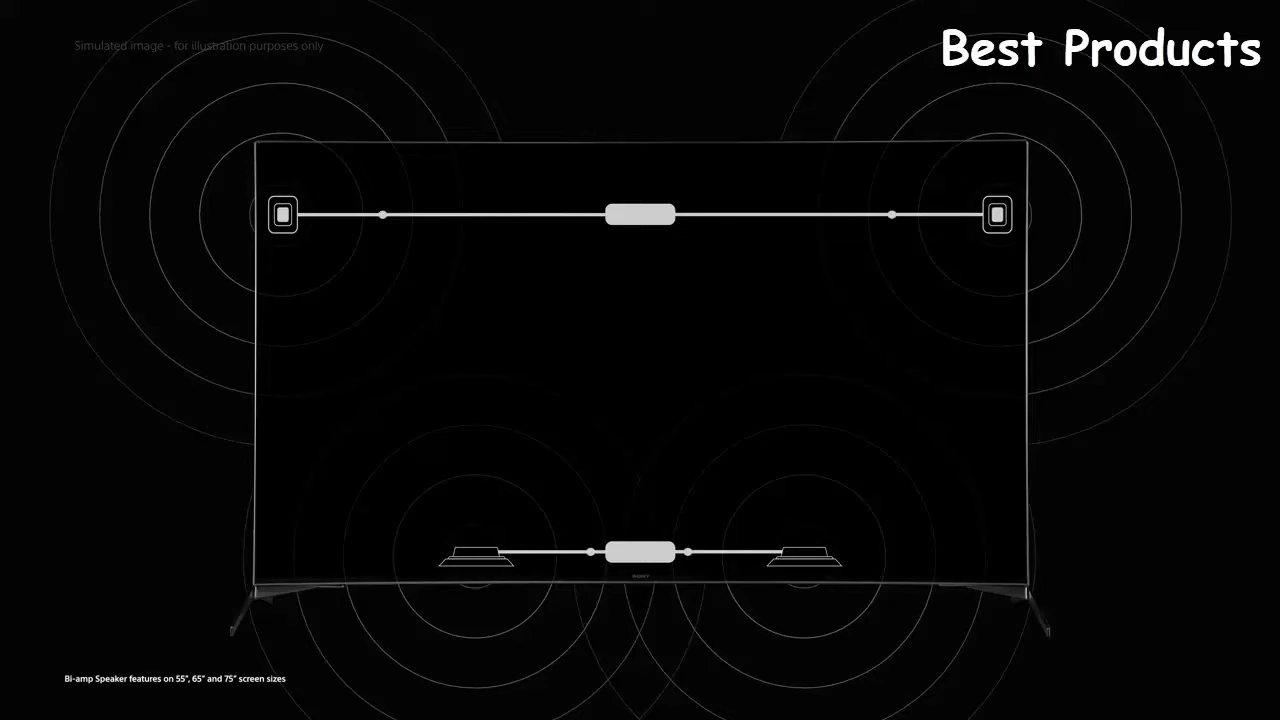 Simulated image - for illustration purposes only
Best Products
SONY
Bi-amp Speaker features on 55”, 65” and 75” screen sizes